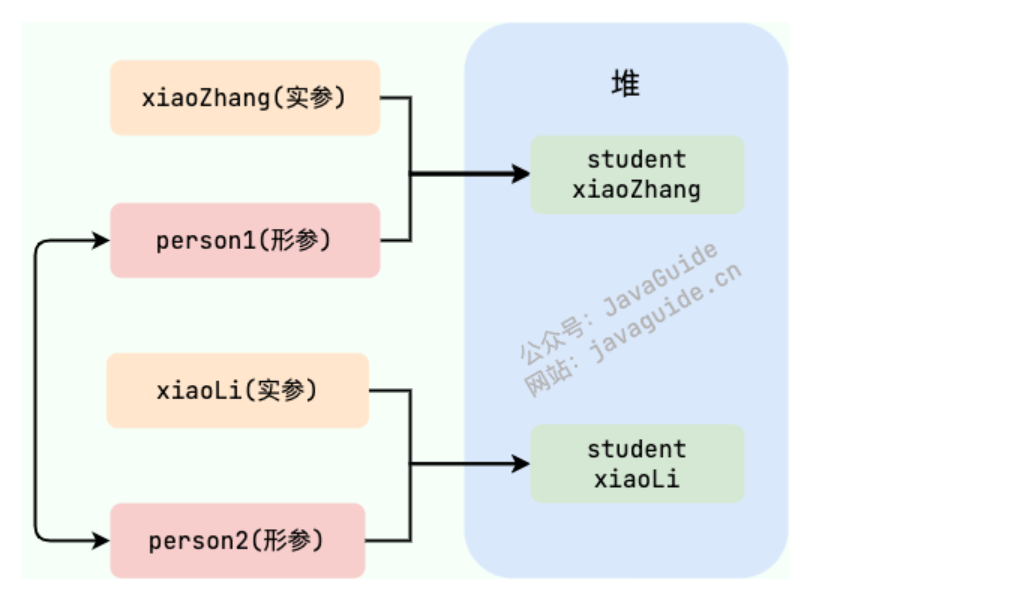 堆
xiaoZhang(实参)
student
xiaoZhang
person1(形参)
公众号：JavaGuide
网站：javaguide.cn
xiaoLi(实参)
student
xiaoLi
person2(形参)